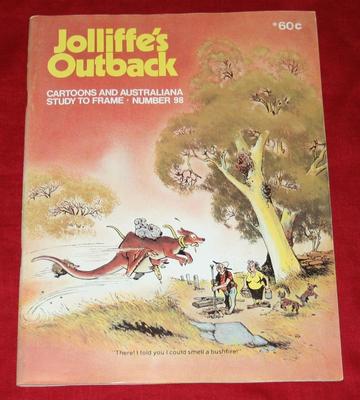 Jolliffe's
Outback
*60c
CARTOONS AND AUSTRALIANA
STUDY TO FRAME · NUMBER 98
"There! I told you I could smell a bushfire!"